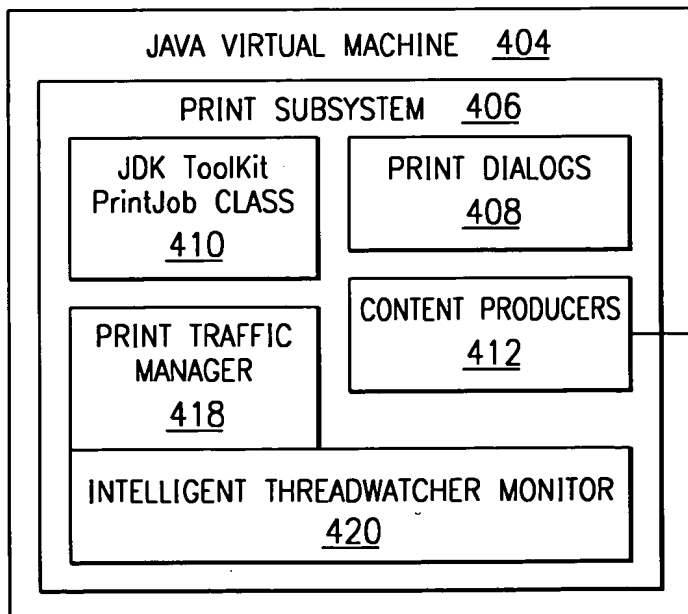 JAVA VIRTUAL MACHINE 404
PRINT SUBSYSTEM 406
JDK ToolKit
PrintJob CLASS
410
PRINT DIALOGS
408
CONTENT PRODUCERS
412
PRINT TRAFFIC
MANAGER
418
INTELLIGENT THREADWATCHER MONITOR
420